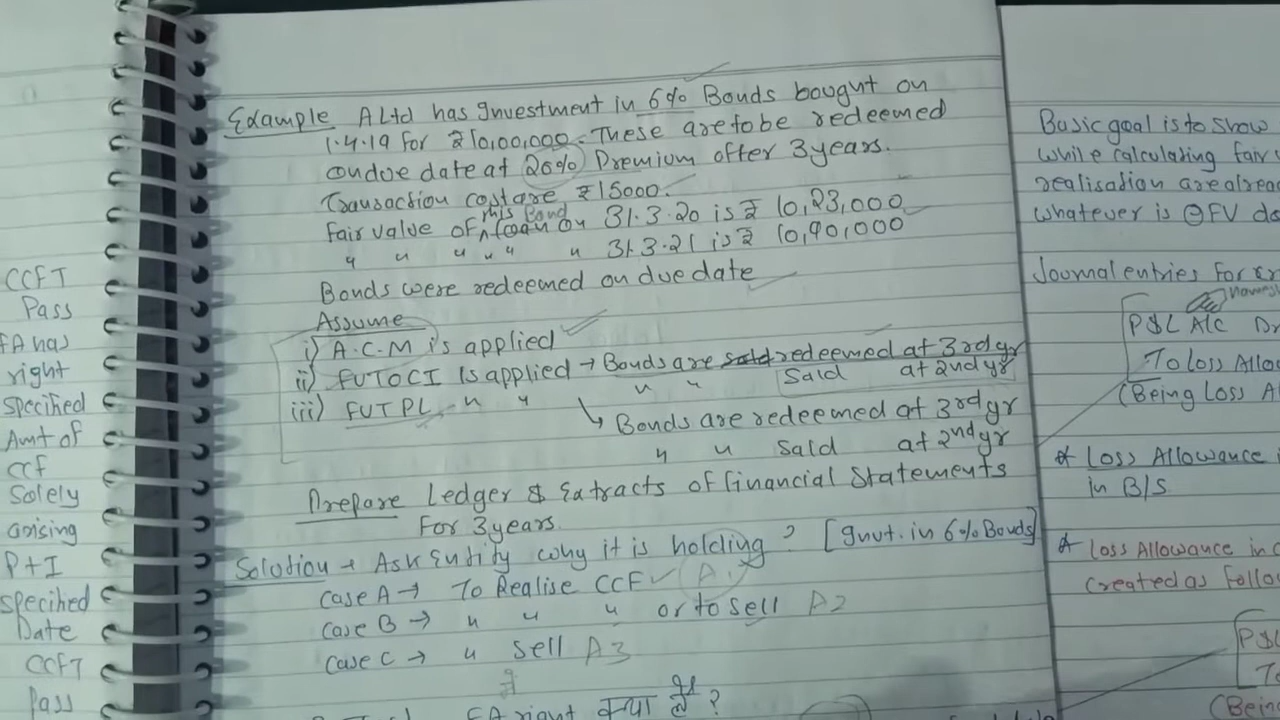 CCFT
Pass
FA has
right
specified
Amt of
CCF
Solely
arising
P+I
specified
Date
CCFT
Pass
Example A Ltd has Investment in 6% Bonds bought on
1.4.19 for ₹10,00,000. These are to be redeemed
on due date at 20% Premium after 3 years.
Transaction cost are ₹15000.
Fair value of this Bond on 31.3.20 is ₹ 10,23,000
" " " " " 31.3.21 is ₹ 10,90,000
Bonds were redeemed on due date
Assume
i) A.C.M is applied
ii) FVTOCI is applied → Bonds are redeemed at 3rd yr
" " Sold at 2nd yr
iii) FVTPL " "
Bonds are redeemed at 3rd yr
" " Sold at 2nd yr
Prepare Ledger & Extracts of Financial Statements
For 3 years.
Solution → Ask Entity why it is holding? [Invt. in 6% Bonds]
Case A → To Realise CCF A1
Case B → " " " or to sell A2
Case C → " sell A3
में
FA right क्या है?
Basic goal is to show
while calculating fair
realisation are alrea
whatever is @FV do
Journal entries for
P&L A/c Dr
To Loss Allo
(Being Loss A
* Loss Allowance i
in B/S
* Loss Allowance in
created as follo
P&L
To
(Bein